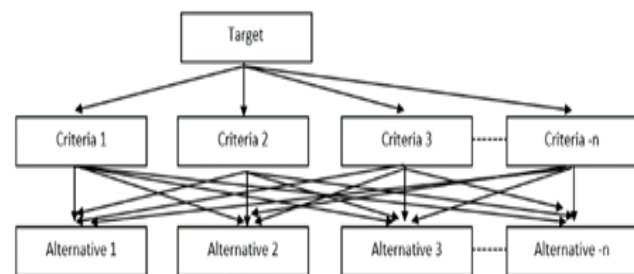 Target
Criteria 1
Criteria 2
Criteria 3
Criteria -n
Alternative 1
Alternative 2
Alternative 3
Alternative -n